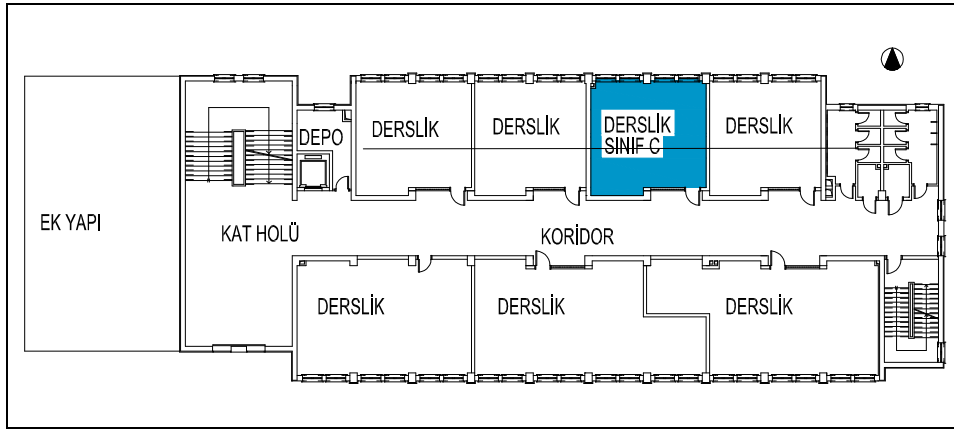 DEPO
DERSLİK
DERSLİK
DERSLİK
SINIF C
DERSLİK
EK YAPI
KAT HOLÜ
KORİDOR
DERSLİK
DERSLİK
DERSLİK